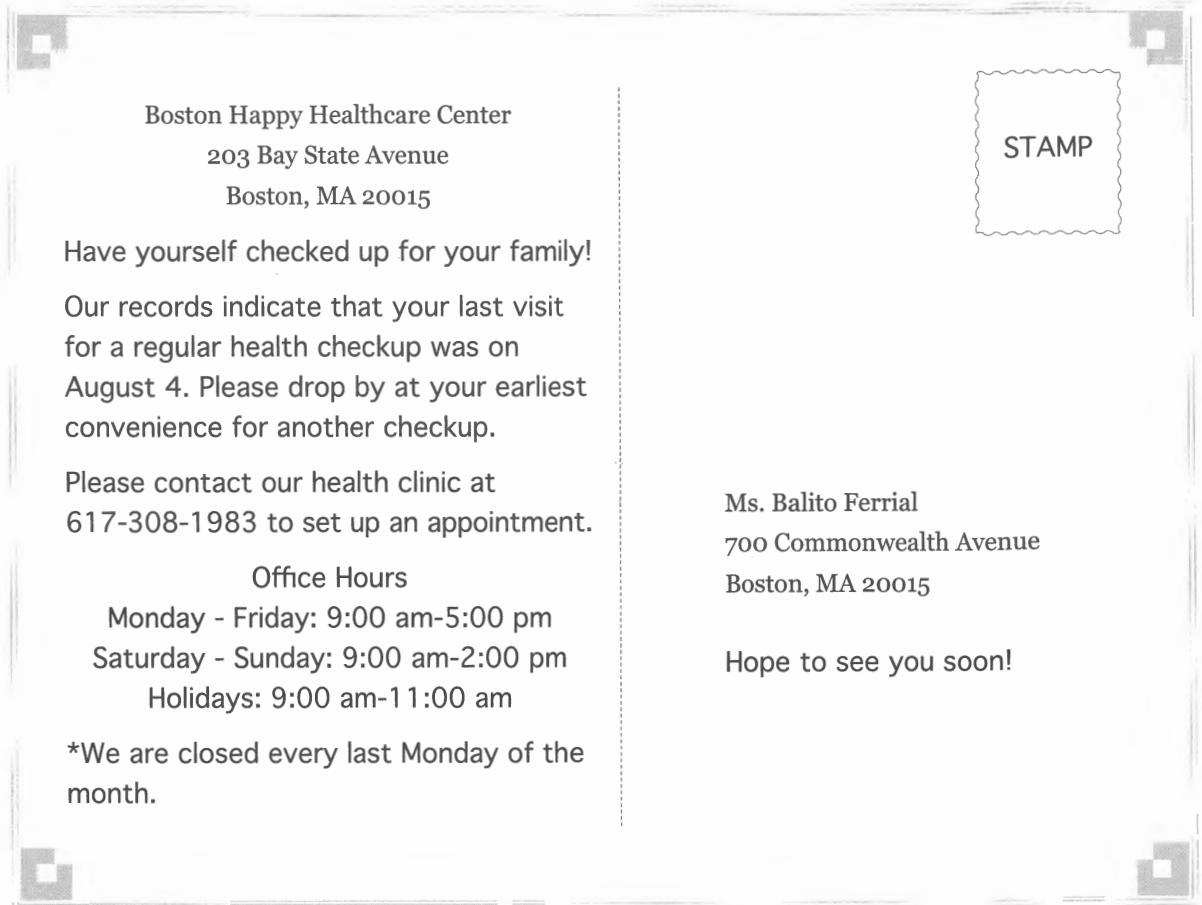 Boston Happy Healthcare Center
203 Bay State Avenue
Boston, MA 20015
Have yourself checked up for your family!
Our records indicate that your last visit
for a regular health checkup was on
August 4. Please drop by at your earliest
convenience for another checkup.
Please contact our health clinic at
617-308-1983 to set up an appointment.
Office Hours
Monday - Friday: 9:00 am-5:00 pm
Saturday - Sunday: 9:00 am-2:00 pm
Holidays: 9:00 am-11:00 am
*We are closed every last Monday of the
month.
STAMP
Ms. Balito Ferrial
700 Commonwealth Avenue
Boston, MA 20015
Hope to see you soon!